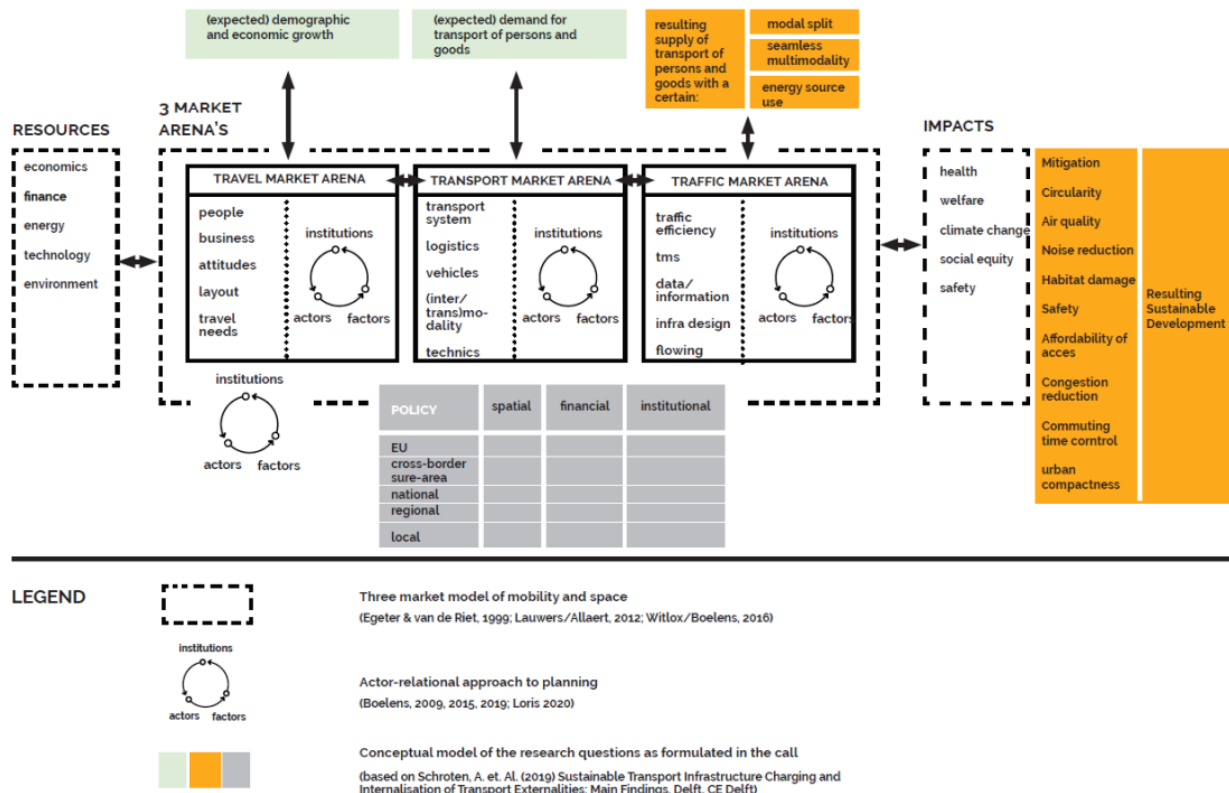 (expected) demographic
and economic growth
(expected) demand for
transport of persons and
goods
resulting
supply of
transport of
persons and
goods with a
certain:
modal split
seamless
multimodality
energy source
use
3 MARKET
ARENA'S
RESOURCES
economics
finance
energy
technology
environment
TRAVEL MARKET ARENA
people
business
attitudes
layout
travel
needs
institutions
actors factors
TRANSPORT MARKET ARENA
transport
system
logistics
vehicles
(inter/
trans)mo-
dality
technics
institutions
actors factors
TRAFFIC MARKET ARENA
traffic
efficiency
tms
data/
information
infra design
flowing
institutions
actors factors
IMPACTS
health
welfare
climate change
social equity
safety
Mitigation
Circularity
Air quality
Noise reduction
Habitat damage
Safety
Affordability of
acces
Congestion
reduction
Commuting
time corntrol
urban
compactness
Resulting
Sustainable
Development
institutions
actors factors
POLICY spatial financial institutional
EU
cross-border
sure-area
national
regional
local
LEGEND
Three market model of mobility and space
(Egeter & van de Riet, 1999; Lauwers/Allaert, 2012; Witlox/Boelens, 2016)
institutions
actors factors
Actor-relational approach to planning
(Boelens, 2009, 2015, 2019; Loris 2020)
Conceptual model of the research questions as formulated in the call
(based on Schroten, A. et. Al. (2019) Sustainable Transport Infrastructure Charging and
Internalisation of Transport Externalities: Main Findings, Delft, CE Delft)